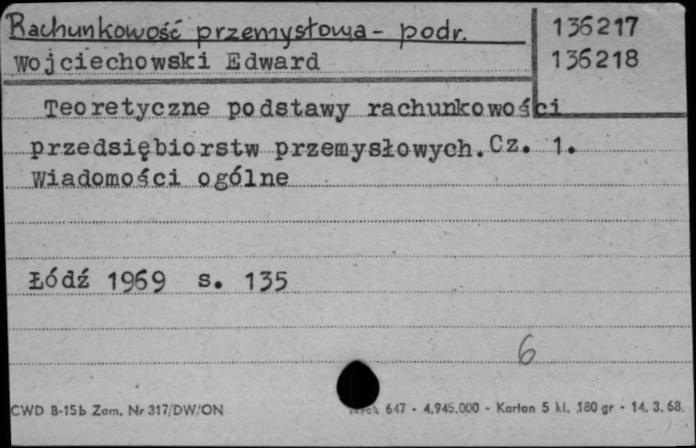 Rachunkowość przemysłowa - podr. 136217
Wojciechowski Edward 136218
Teoretyczne podstawy rachunkowości
przedsiębiorstw przemysłowych. Cz. 1.
Wiadomości ogólne
Łódź 1969 s. 135
6
CWD B-15b Zam. Nr 317/DW/ON 647 - 4.945.000 - Karton 5 kl. 180 gr - 14. 3. 68.